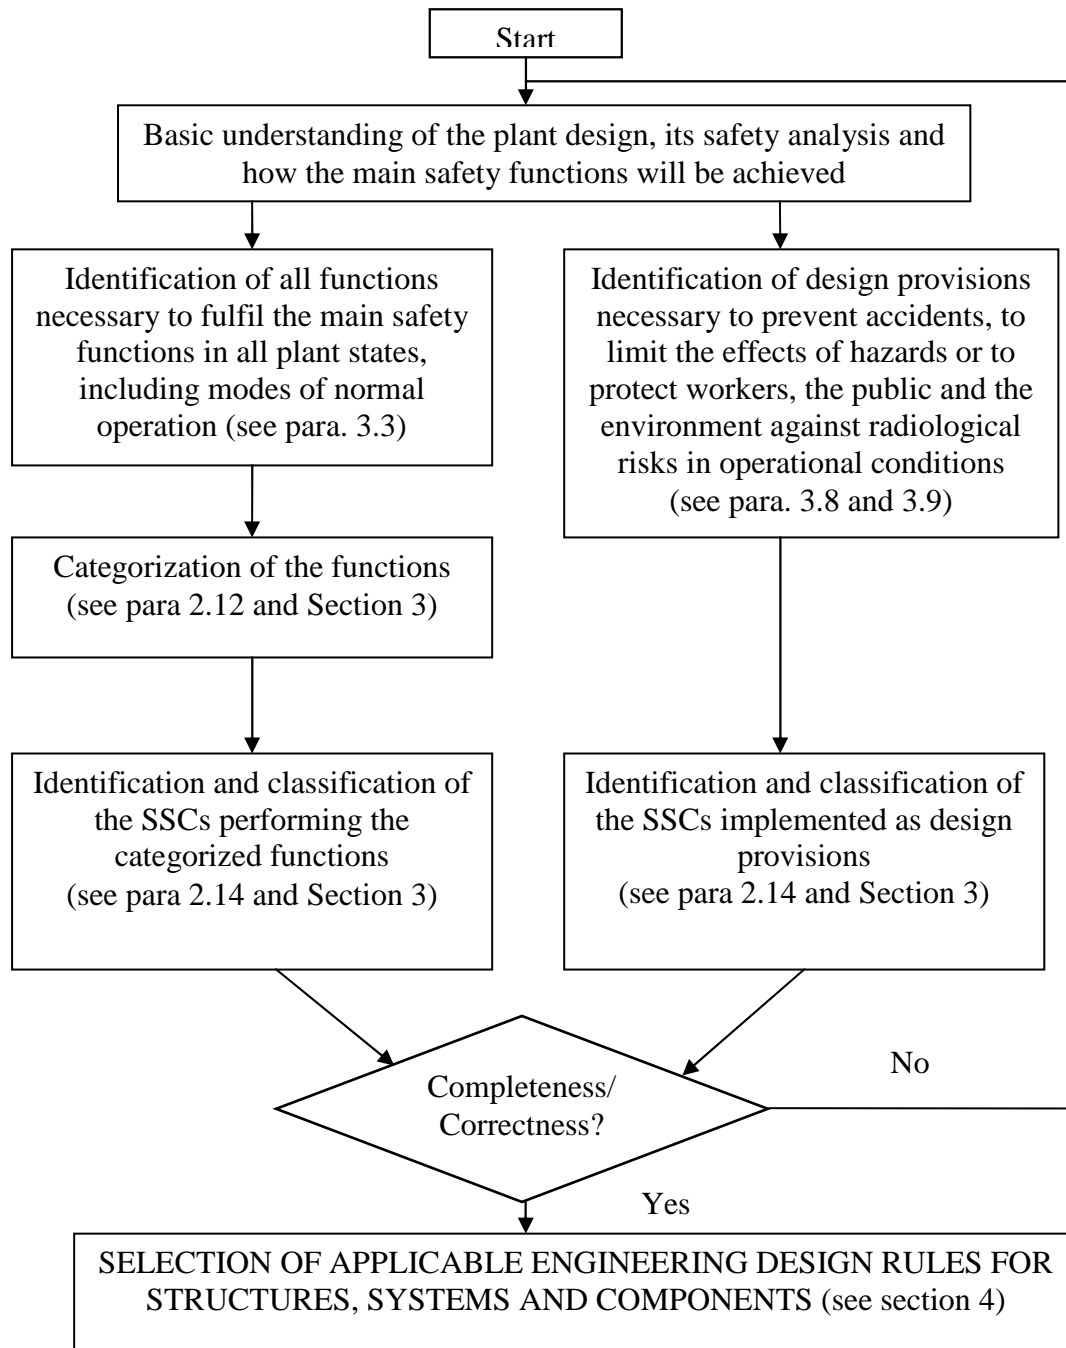 Start
Basic understanding of the plant design, its safety analysis and
how the main safety functions will be achieved
Identification of all functions
necessary to fulfil the main safety
functions in all plant states,
including modes of normal
operation (see para. 3.3)
Identification of design provisions
necessary to prevent accidents, to
limit the effects of hazards or to
protect workers, the public and the
environment against radiological
risks in operational conditions
(see para. 3.8 and 3.9)
Categorization of the functions
(see para 2.12 and Section 3)
Identification and classification of
the SSCs performing the
categorized functions
(see para 2.14 and Section 3)
Identification and classification of
the SSCs implemented as design
provisions
(see para 2.14 and Section 3)
Completeness/
Correctness?
No
Yes
SELECTION OF APPLICABLE ENGINEERING DESIGN RULES FOR
STRUCTURES, SYSTEMS AND COMPONENTS (see section 4)